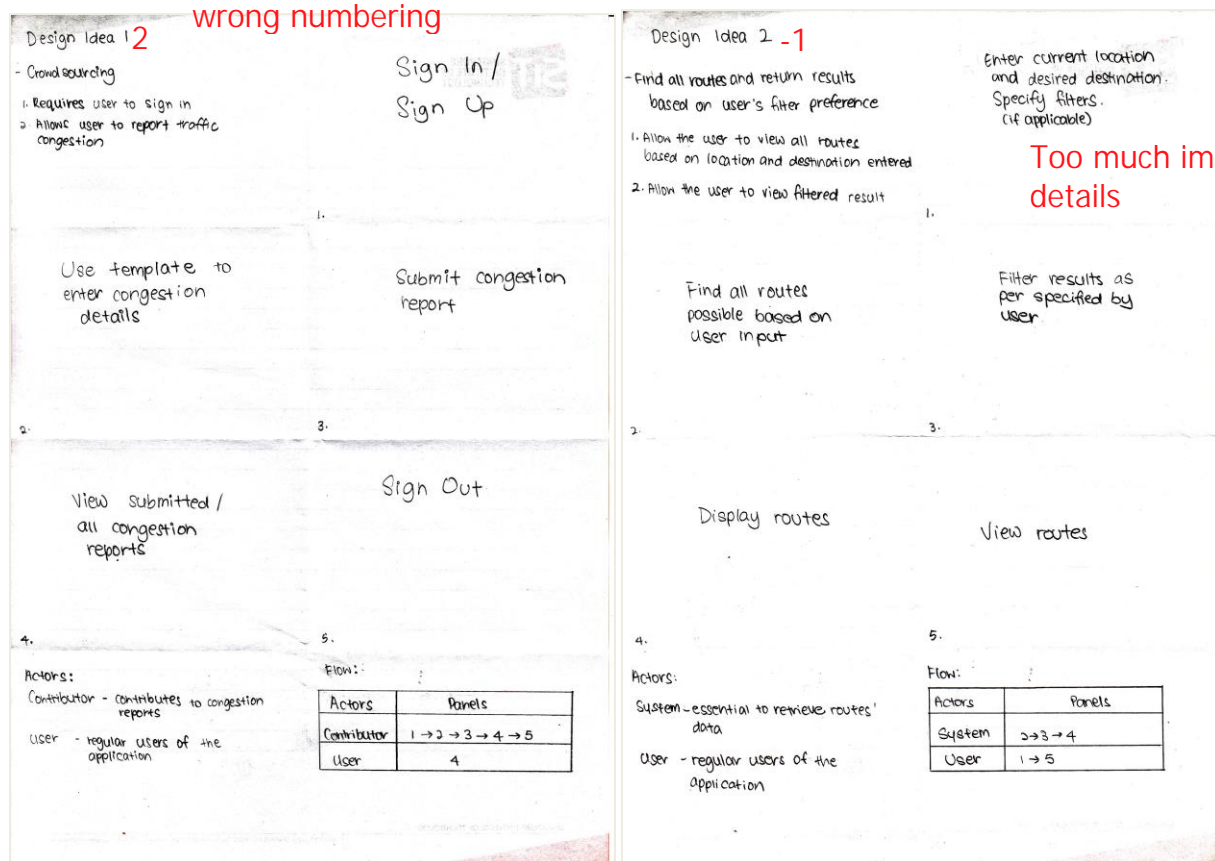 wrong numbering
Design Idea 1 2
- Crowdsourcing
1. Requires user to sign in
2. Allows user to report traffic
congestion
Sign In /
Sign Up
1.
Use template to
enter congestion
details
2.
Submit congestion
report
3.
View submitted /
all congestion
reports
4.
Sign Out
5.
Actors:
Contributor - contributes to congestion
reports
User - regular users of the
application
Flow:
Actors Panels
Contributor 1→2→3→4→5
User 4
Design Idea 2 -1
- Find all routes and return results
based on user's filter preference
1. Allow the user to view all routes
based on location and destination entered
2. Allow the user to view filtered result
Enter current location
and desired destination.
Specify filters.
(if applicable)
Too much im
details
1.
Find all routes
possible based on
user input
2.
Filter results as
per specified by
user
3.
Display routes
4.
View routes
5.
Actors:
System - essential to retrieve routes'
data
User - regular users of the
application
Flow:
Actors Panels
System 2→3→4
User 1→5